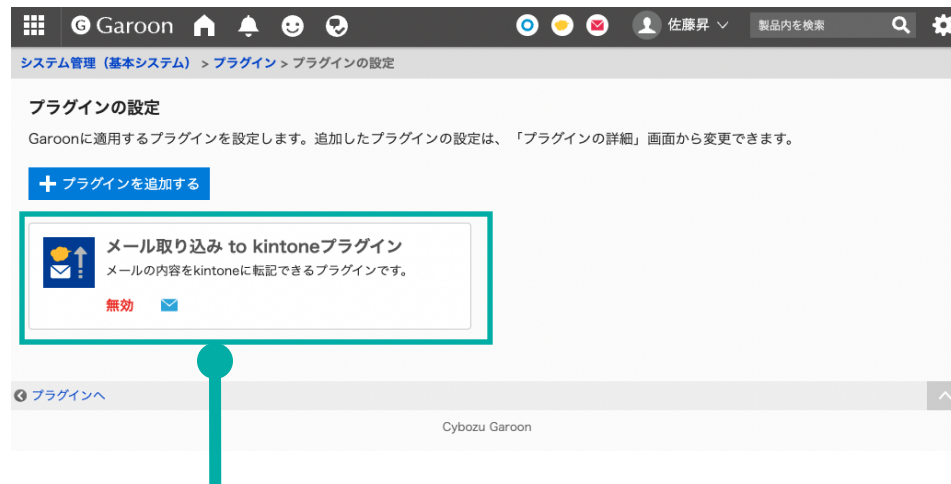 G Garoon 佐藤昇 製品内を検索
システム管理（基本システム） > プラグイン > プラグインの設定
プラグインの設定
Garoonに適用するプラグインを設定します。追加したプラグインの設定は、「プラグインの詳細」画面から変更できます。
プラグインを追加する
メール取り込み to kintoneプラグイン
メールの内容をkintoneに転記できるプラグインです。
無効
プラグインへ
Cybozu Garoon